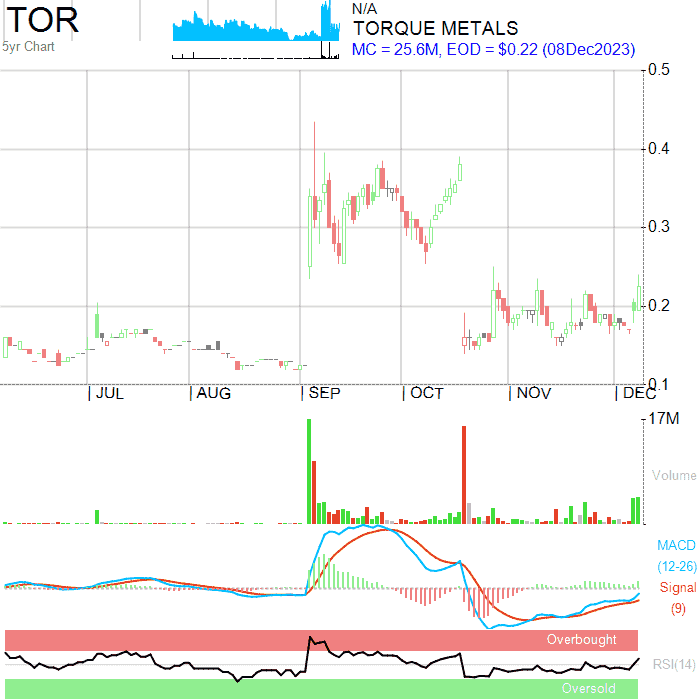 TOR
5yr Chart
N/A
TORQUE METALS
MC = 25.6M, EOD = $0.22 (08Dec2023)
0.5
0.4
0.3
0.2
0.1
JUL AUG SEP OCT NOV DEC
17M
Volume
MACD
(12-26)
Signal
(9)
Overbought
RSI(14)
Oversold